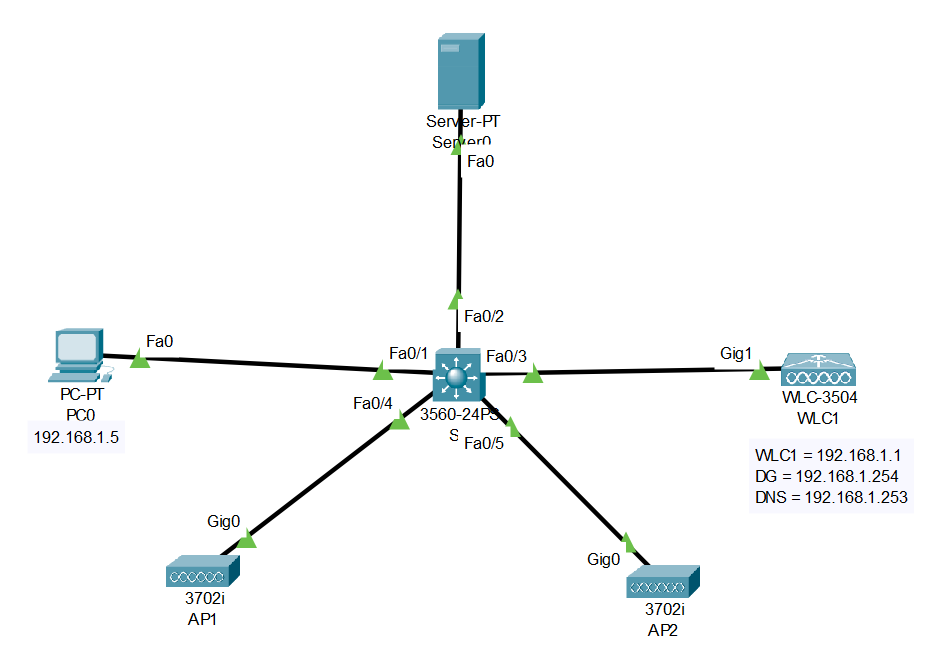 Server-PT
Server0
Fa0
Fa0/2
Fa0
Fa0/1
Fa0/3
Gig1
PC-PT
PC0
192.168.1.5
Fa0/4
3560-24PS
S
Fa0/5
WLC-3504
WLC1
WLC1 = 192.168.1.1
DG = 192.168.1.254
DNS = 192.168.1.253
Gig0
3702i
AP1
Gig0
3702i
AP2